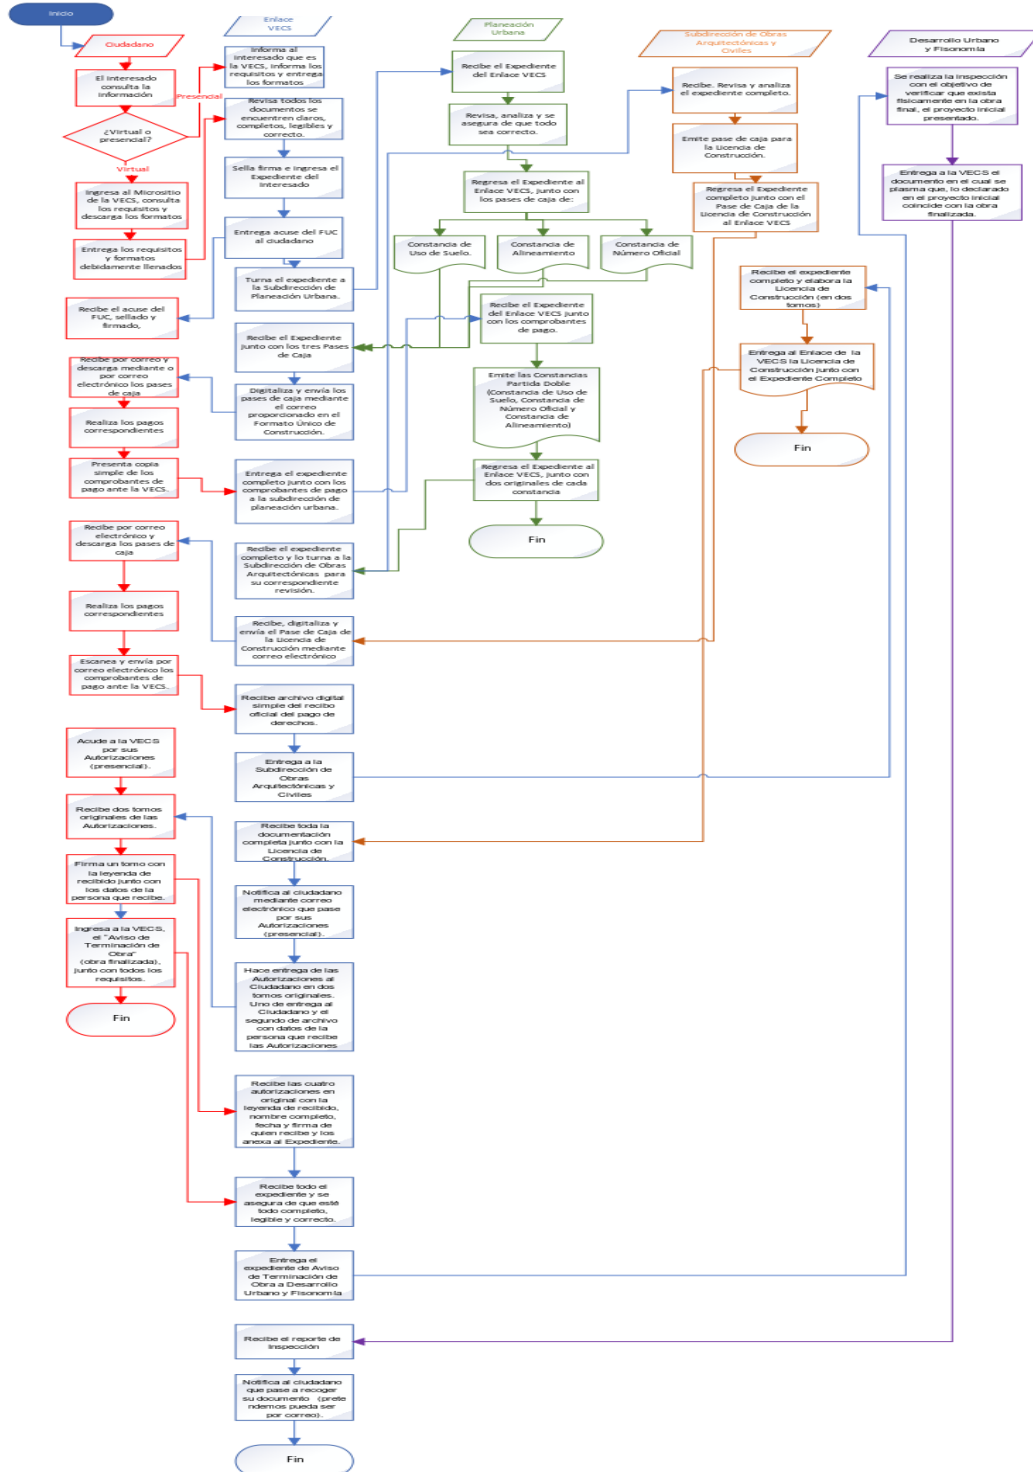 Inicio
Ciudadano
El interesado
consulta la
información
¿Virtual o
presencial?
Presencial
Virtual
Ingresa al Micrositio
de la VECS, consulta
los requisitos y
descarga los formatos
Entrega los requisitos
y formatos
debidamente llenados
Recibe el acuse del
FUC, sellado y
firmado,
Recibe por correo y
descarga mediante o
por correo
electrónico los pases
de caja
Realiza los pagos
correspondientes
Presenta copia
simple de los
comprobantes de
pago ante la VECS.
Recibe por correo
electrónico y
descarga los pases de
caja
Realiza los pagos
correspondientes
Escanea y envía por
correo electrónico los
comprobantes de
pago ante la VECS.
Acude a la VECS
por sus
Autorizaciones
(presencial).
Recibe dos tomos
originales de las
Autorizaciones.
Firma un tomo con
la leyenda de
recibido junto con
los datos de la
persona que recibe.
Ingresa a la VECS,
el "Aviso de
Terminación de
Obra"
(obra finalizada),
junto con todos los
requisitos.
Fin
Enlace
VECS
Informa al
interesado que es
la VECS, informa los
requisitos y entrega
los formatos
Revisa todos los
documentos se
encuentren claros,
completos, legibles y
correcto.
Sella firma e ingresa el
Expediente del
Interesado
Entrega acuse del FUC
al ciudadano
Turna el expediente a
la Subdirección de
Planeación Urbana.
Recibe el Expediente
junto con los tres Pases
de Caja
Digitaliza y envía los
pases de caja mediante
el correo
proporcionado en el
Formato Único de
Construcción.
Entrega el expediente
completo junto con los
comprobantes de pago
a la subdirección de
planeación urbana.
Recibe el expediente
completo y lo turna a la
Subdirección de Obras
Arquitectónicas para
su correspondiente
revisión.
Recibe, digitaliza y
envía el Pase de Caja de
la Licencia de
Construcción mediante
correo electrónico
Recibe archivo digital
simple del recibo
oficial del pago de
derechos.
Entrega a la
Subdirección de
Obras
Arquitectónicas y
Civiles
Recibe toda la
documentación
completa junto con la
Licencia de
Construcción.
Notifica al ciudadano
mediante correo
electrónico que pase
por sus
Autorizaciones
(presencial).
Hace entrega de las
Autorizaciones al
Ciudadano en dos
tomos originales.
Uno de entrega al
Ciudadano y el
segundo de archivo
con datos de la
persona que recibe
las Autorizaciones
Recibe las cuatro
autorizaciones en
original con la
leyenda de recibido,
nombre completo,
fecha y firma de
quien recibe y los
anexa al Expediente.
Recibe todo el
expediente y se
asegura de que esté
todo completo,
legible y correcto.
Entrega el
expediente de Aviso
de Terminación de
Obra a Desarrollo
Urbano y Fisonomía
Recibe el reporte de
Inspección
Notifica al ciudadano
que pase a recoger
su documento (prete
ndemos pueda ser
por correo).
Fin
Planeación
Urbana
Recibe el Expediente
del Enlace VECS
Revisa, analiza y se
asegura de que todo
sea correcto.
Regresa el Expediente al
Enlace VECS, junto con
los pases de caja de:
Constancia de
Uso de Suelo.
Constancia de
Alineamiento
Constancia de
Número Oficial
Recibe el Expediente
del Enlace VECS junto
con los comprobantes
de pago.
Emite las Constancias
Partida Doble
(Constancia de Uso de
Suelo, Constancia de
Número Oficial y
Constancia de
Alineamiento)
Regresa el Expediente al
Enlace VECS, junto con
dos originales de cada
constancia
Fin
Subdirección de Obras
Arquitectónicas y
Civiles
Recibe. Revisa y analiza
el expediente completo.
Emite pase de caja para
la Licencia de
Construcción.
Regresa el Expediente
completo junto con el
Pase de Caja de la
Licencia de Construcción
al Enlace VECS
Recibe el expediente
completo y elabora la
Licencia de
Construcción (en dos
tomos)
Entrega al Enlace de la
VECS la Licencia de
Construcción junto con
el Expediente Completo
Fin
Desarrollo Urbano
y Fisonomía
Se realiza la inspección
con el objetivo de
verificar que exista
físicamente en la obra
final, el proyecto inicial
presentado.
Entrega a la VECS el
documento en el cual se
plasma que, lo declarado
en el proyecto inicial
coincide con la obra
finalizada.